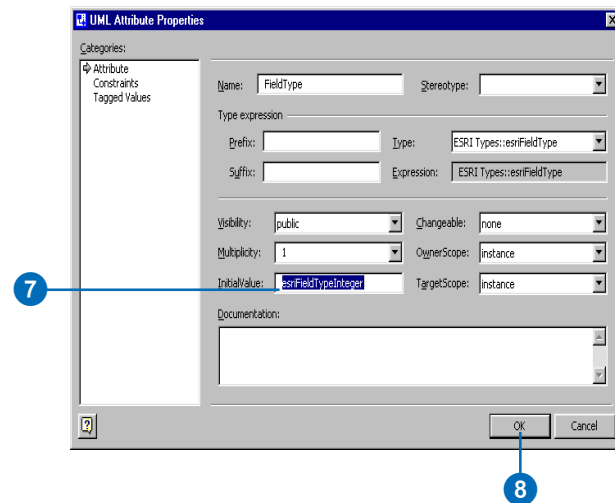 UML Attribute Properties
Categories:
Attribute
Constraints
Tagged Values
Name: FieldType Stereotype:
Type expression
Prefix: Type: ESRI Types::esriFieldType
Suffix: Expression: ESRI Types::esriFieldType
Visibility: public Changeable: none
Multiplicity: 1 OwnerScope: instance
7 InitialValue: esriFieldTypeInteger TargetScope: instance
Documentation:
? OK Cancel
8